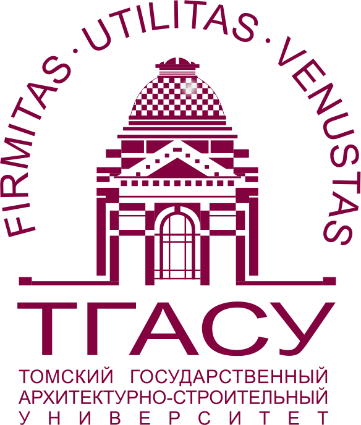 FIRMITAS · UTILITAS · VENUSTAS
ТГАСУ
ТОМСКИЙ ГОСУДАРСТВЕННЫЙ
АРХИТЕКТУРНО-СТРОИТЕЛЬНЫЙ
УНИВЕРСИТЕТ